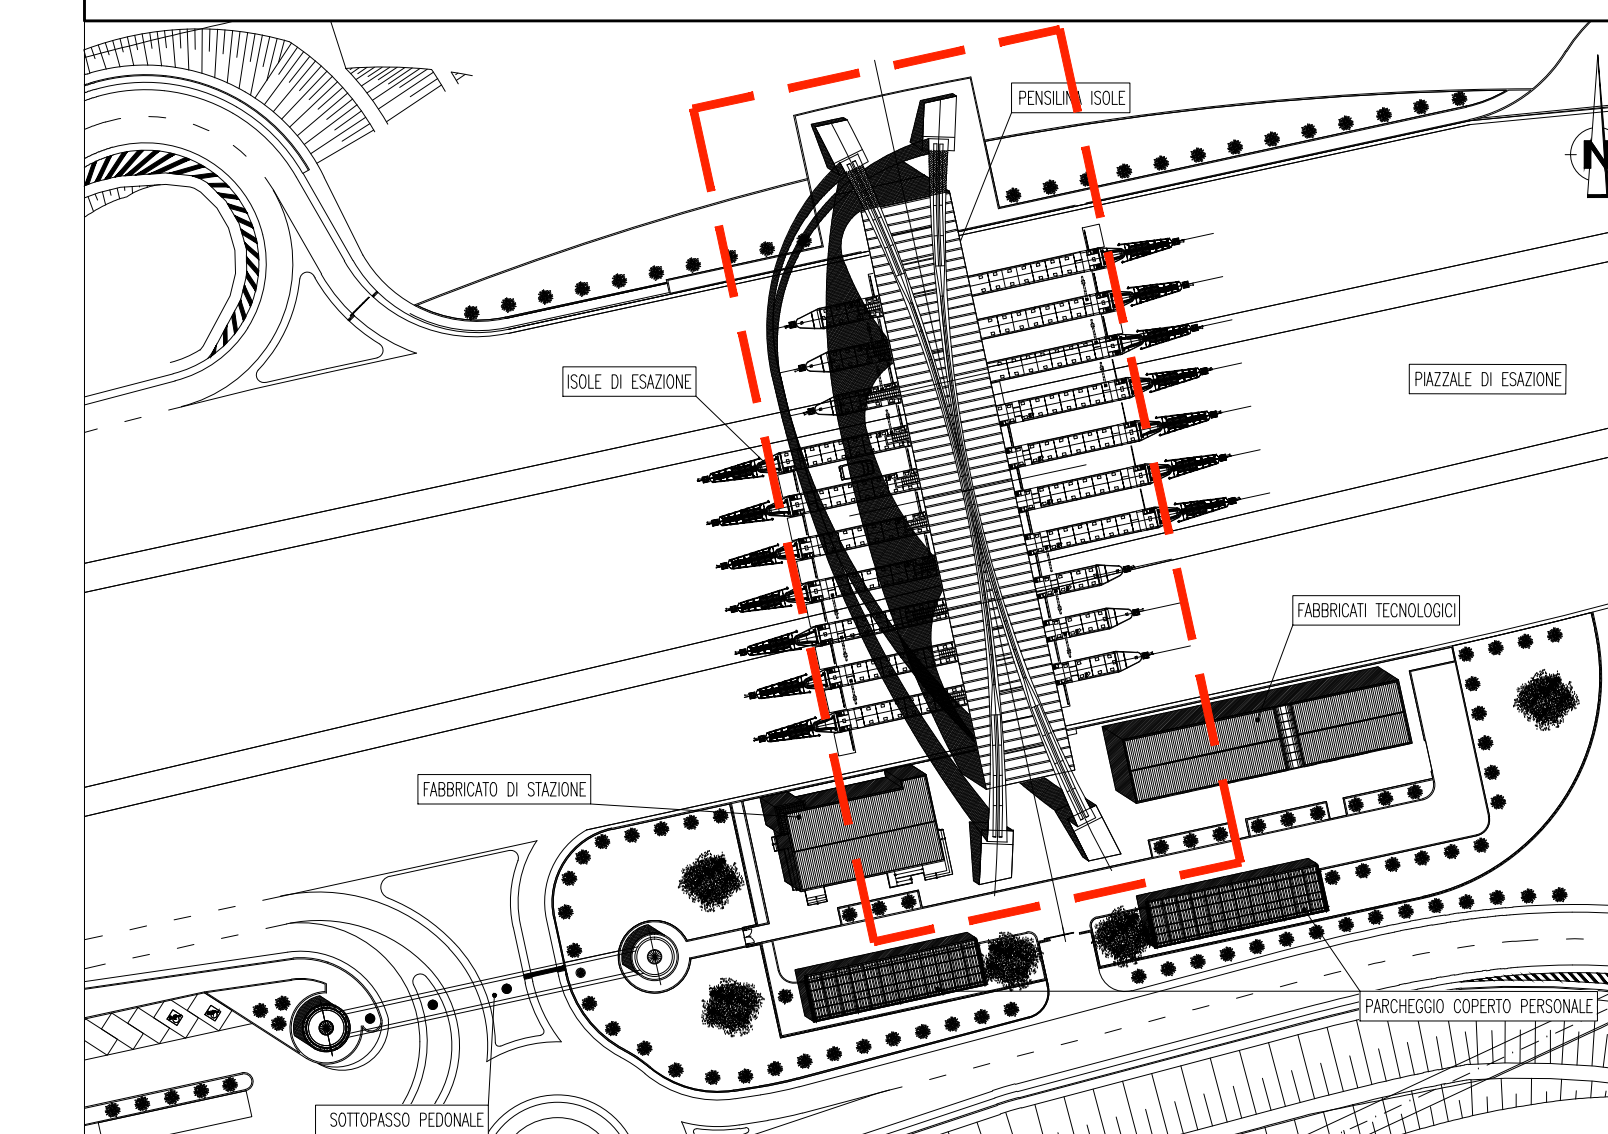 PENSILINA ISOLE
N
ISOLE DI ESAZIONE
PIAZZALE DI ESAZIONE
FABBRICATI TECNOLOGICI
FABBRICATO DI STAZIONE
PARCHEGGIO COPERTO PERSONALE
SOTTOPASSO PEDONALE